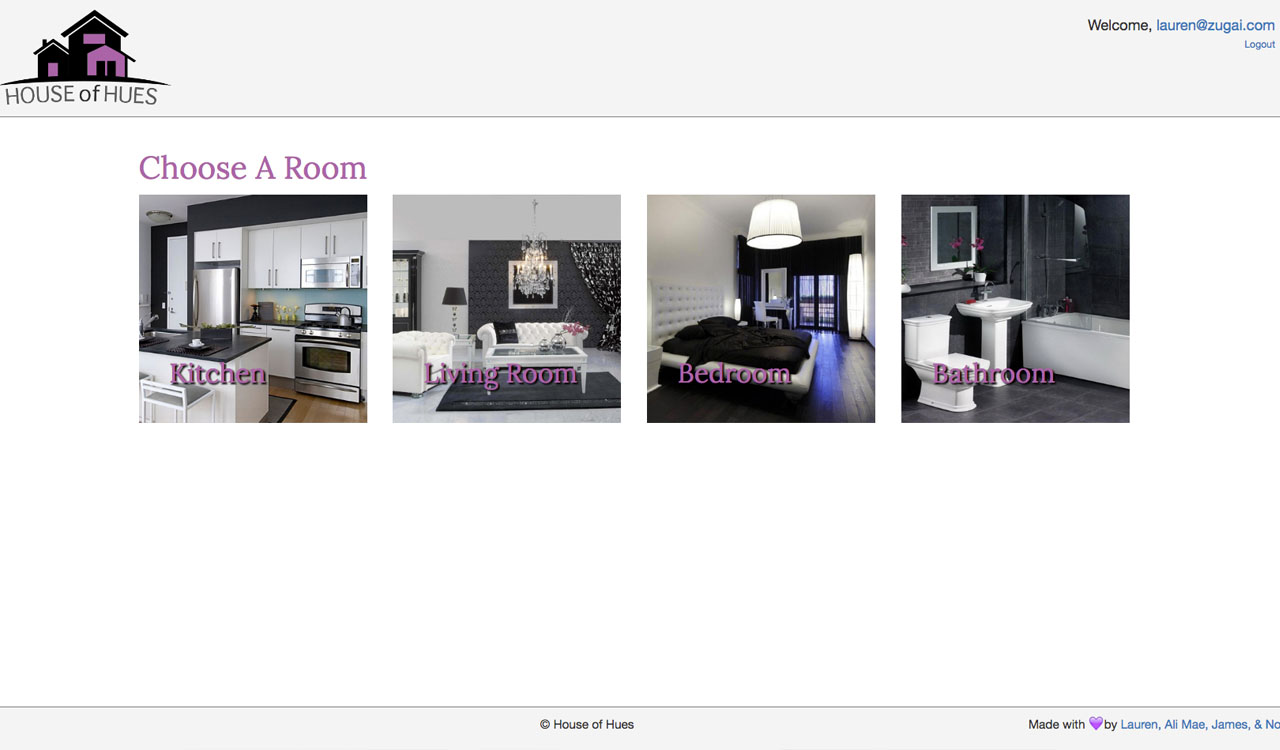 HOUSE of HUES
Welcome, lauren@zugai.com
Logout
Choose A Room
Kitchen
Living Room
Bedroom
Bathroom
© House of Hues
Made with 💜by Lauren, Ali Mae, James, & No